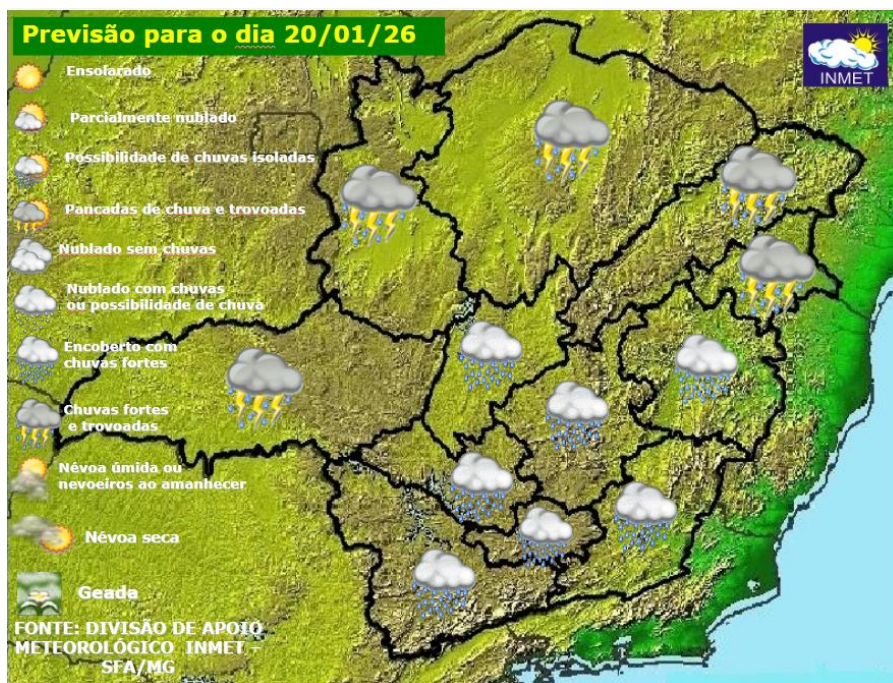 Previsão para o dia 20/01/26
INMET
Ensolarado
Parcialmente nublado
Possibilidade de chuvas isoladas
Pancadas de chuva e trovoadas
Nublado sem chuvas
Nublado com chuvas
ou possibilidade de chuva
Encoberto com
chuvas fortes
Chuvas fortes
e trovoadas
Névoa úmida ou
nevoeiros ao amanhecer
Névoa seca
Geada
FONTE: DIVISÃO DE APOIO
METEOROLÓGICO INMET -
SFA/MG